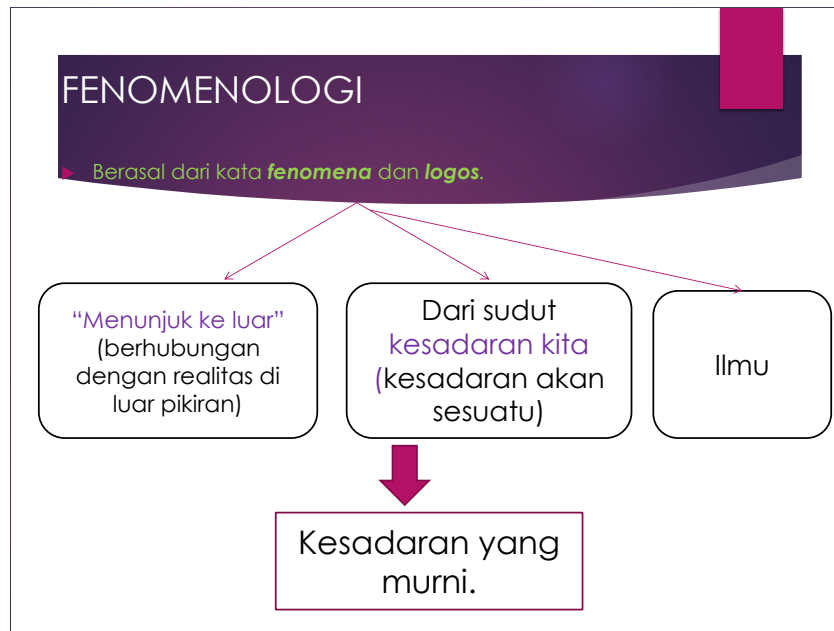 FENOMENOLOGI
Berasal dari kata fenomena dan logos.
“Menunjuk ke luar”
(berhubungan
dengan realitas di
luar pikiran)
Dari sudut
kesadaran kita
(kesadaran akan
sesuatu)
Ilmu
Kesadaran yang
murni.